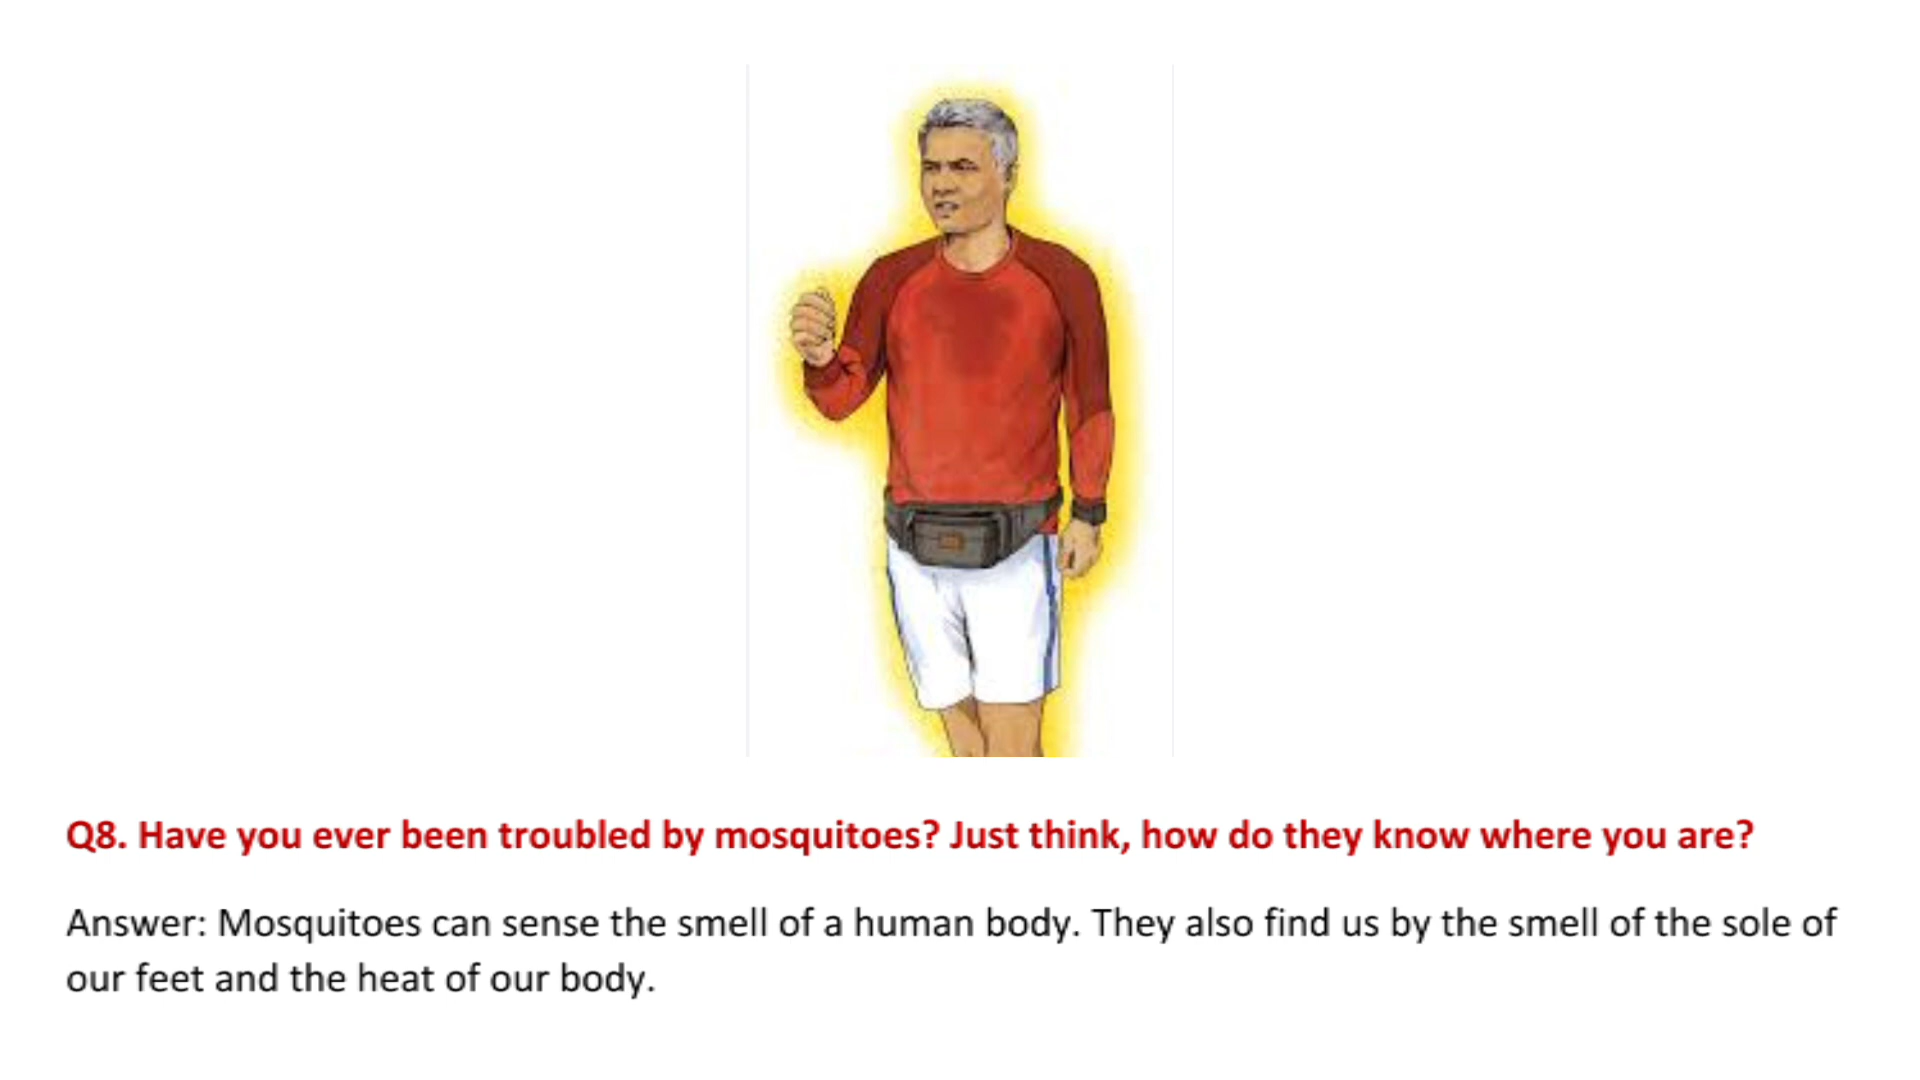 Q8. Have you ever been troubled by mosquitoes? Just think, how do they know where you are?
Answer: Mosquitoes can sense the smell of a human body. They also find us by the smell of the sole of
our feet and the heat of our body.